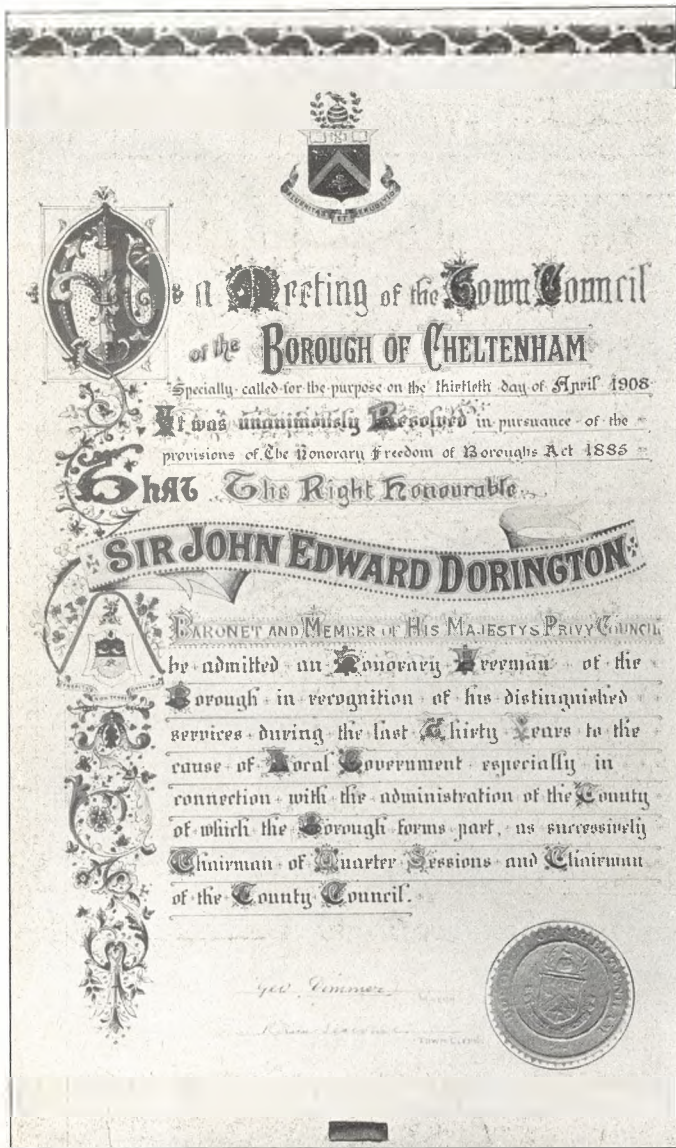 SALUBRITAS ET ERUDITIO
At a Meeting of the Town Council
of the BOROUGH OF CHELTENHAM
Specially called for the purpose on the thirtieth day of April 1908
It was unanimously Resolved in pursuance of the
provisions of The Honorary Freedom of Boroughs Act 1885
That The Right Honourable
SIR JOHN EDWARD DORINGTON
BARONET AND MEMBER OF HIS MAJESTYS PRIVY COUNCIL
be admitted an Honorary Freeman of the
Borough in recognition of his distinguished
services during the last Thirty Years to the
cause of Local Government especially in
connection with the administration of the County
of which the Borough forms part, as successively
Chairman of Quarter Sessions and Chairman
of the County Council.
Geo Dimmer
MAYOR
TOWN CLERK